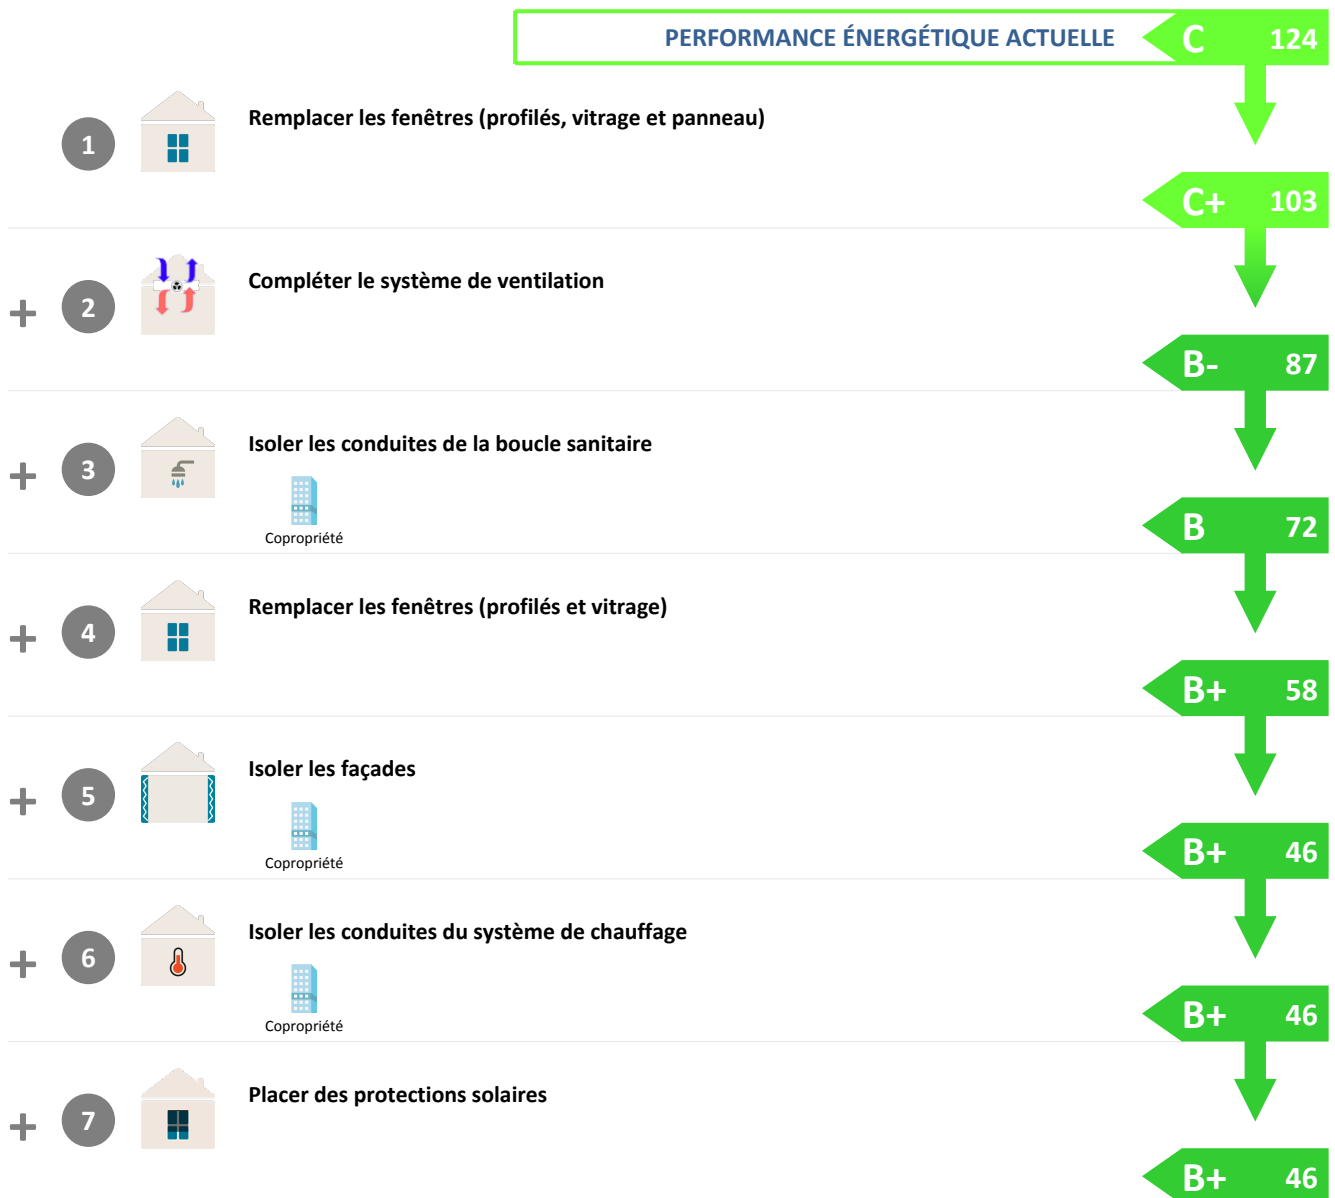 PERFORMANCE ÉNERGÉTIQUE ACTUELLE C 124
1 Remplacer les fenêtres (profilés, vitrage et panneau)
C+ 103
+ 2 Compléter le système de ventilation
B- 87
+ 3 Isoler les conduites de la boucle sanitaire
Copropriété
B 72
+ 4 Remplacer les fenêtres (profilés et vitrage)
B+ 58
+ 5 Isoler les façades
Copropriété
B+ 46
+ 6 Isoler les conduites du système de chauffage
Copropriété
B+ 46
+ 7 Placer des protections solaires
B+ 46